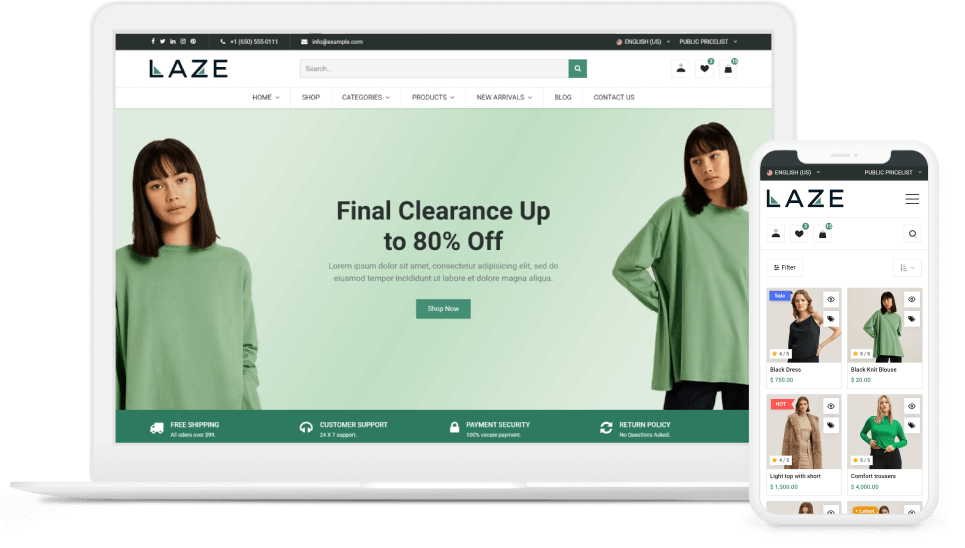 +1 (650) 555-0111
info@example.com
ENGLISH (US)
PUBLIC PRICELIST
LAZE
Search...
3
15
HOME
SHOP
CATEGORIES
PRODUCTS
NEW ARRIVALS
BLOG
CONTACT US
Final Clearance Up
to 80% Off
Lorem ipsum dolor sit amet, consectetur adipisicing elit, sed do
eiusmod tempor incididunt ut labore et dolore magna aliqua.
Shop Now
FREE SHIPPING
All oders over $99.
CUSTOMER SUPPORT
24 X 7 support.
PAYMENT SECURITY
100% secure payment.
RETURN POLICY
No Questions Asked.
ENGLISH (US)
PUBLIC PRICELIST
LAZE
3
15
Filter
Sale
4 / 5
Black Dress
$ 750.00
5 / 5
Black Knit Blouse
$ 20.00
HOT
4 / 5
Light top with short
$ 1,500.00
5 / 5
Comfort trousers
$ 4,000.00